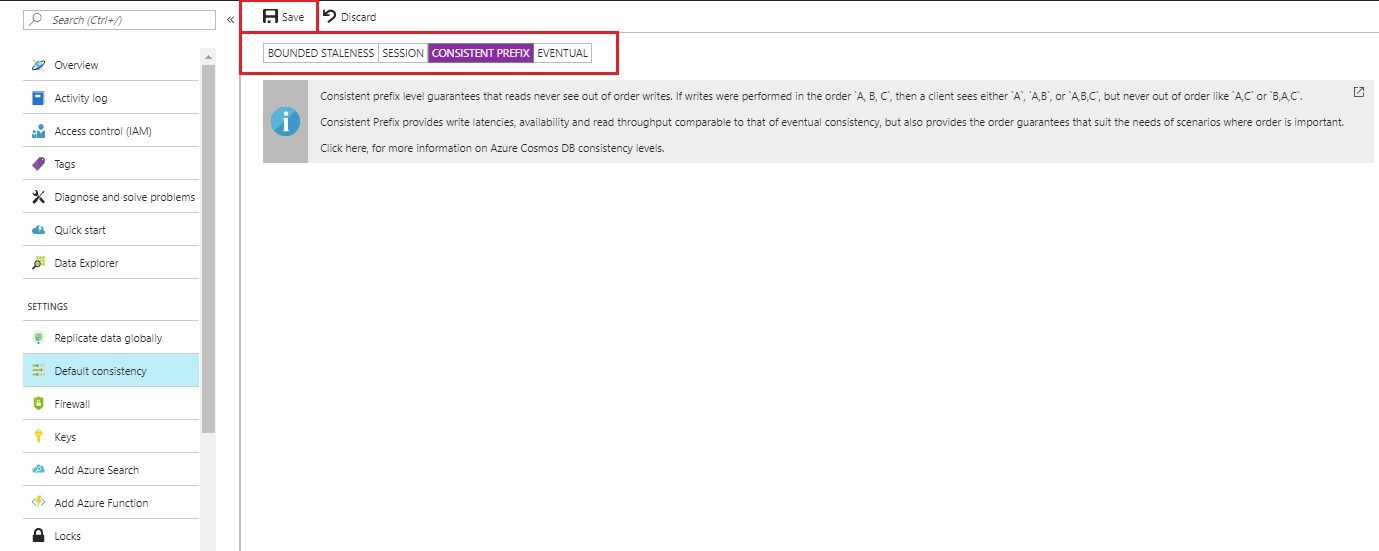 Search (Ctrl+/)
«
Save
Discard
BOUNDED STALENESS
SESSION
CONSISTENT PREFIX
EVENTUAL
Consistent prefix level guarantees that reads never see out of order writes. If writes were performed in the order `A, B, C`, then a client sees either `A`, `A,B`, or `A,B,C`, but never out of order like `A,C` or `B,A,C`.
Consistent Prefix provides write latencies, availability and read throughput comparable to that of eventual consistency, but also provides the order guarantees that suit the needs of scenarios where order is important.
Click here, for more information on Azure Cosmos DB consistency levels.
Overview
Activity log
Access control (IAM)
Tags
Diagnose and solve problems
Quick start
Data Explorer
SETTINGS
Replicate data globally
Default consistency
Firewall
Keys
Add Azure Search
Add Azure Function
Locks